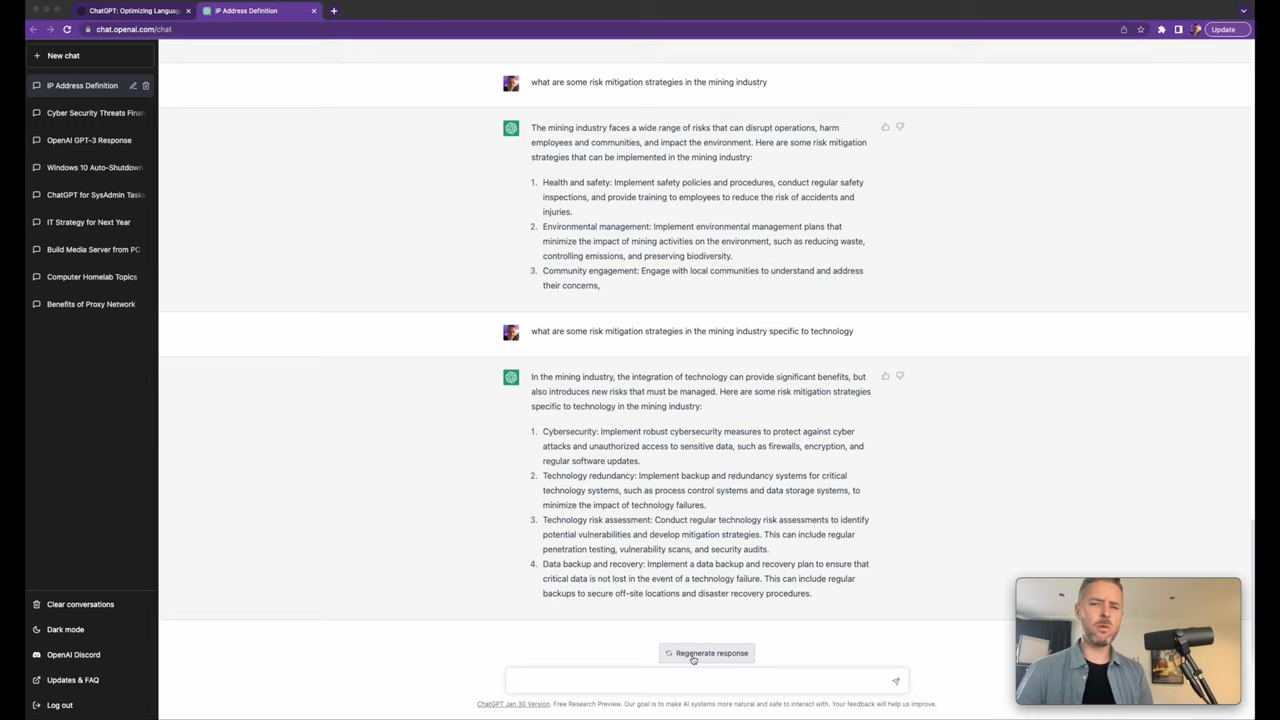 ChatGPT: Optimizing Languag
IP Address Definition
chat.openai.com/chat
Update
New chat
IP Address Definition
Cyber Security Threats Finan
OpenAI GPT-3 Response
Windows 10 Auto-Shutdown
ChatGPT for SysAdmin Tasks
IT Strategy for Next Year
Build Media Server from PC
Computer Homelab Topics
Benefits of Proxy Network
Clear conversations
Dark mode
OpenAI Discord
Updates & FAQ
Log out
what are some risk mitigation strategies in the mining industry
The mining industry faces a wide range of risks that can disrupt operations, harm
employees and communities, and impact the environment. Here are some risk mitigation
strategies that can be implemented in the mining industry:
1. Health and safety: Implement safety policies and procedures, conduct regular safety
inspections, and provide training to employees to reduce the risk of accidents and
injuries.
2. Environmental management: Implement environmental management plans that
minimize the impact of mining activities on the environment, such as reducing waste,
controlling emissions, and preserving biodiversity.
3. Community engagement: Engage with local communities to understand and address
their concerns,
what are some risk mitigation strategies in the mining industry specific to technology
In the mining industry, the integration of technology can provide significant benefits, but
also introduces new risks that must be managed. Here are some risk mitigation strategies
specific to technology in the mining industry:
1. Cybersecurity: Implement robust cybersecurity measures to protect against cyber
attacks and unauthorized access to sensitive data, such as firewalls, encryption, and
regular software updates.
2. Technology redundancy: Implement backup and redundancy systems for critical
technology systems, such as process control systems and data storage systems, to
minimize the impact of technology failures.
3. Technology risk assessment: Conduct regular technology risk assessments to identify
potential vulnerabilities and develop mitigation strategies. This can include regular
penetration testing, vulnerability scans, and security audits.
4. Data backup and recovery: Implement a data backup and recovery plan to ensure that
critical data is not lost in the event of a technology failure. This can include regular
backups to secure off-site locations and disaster recovery procedures.
Regenerate response
ChatGPT Jan 30 Version. Free Research Preview. Our goal is to make AI systems more natural and safe to interact with. Your feedback will help us improve.